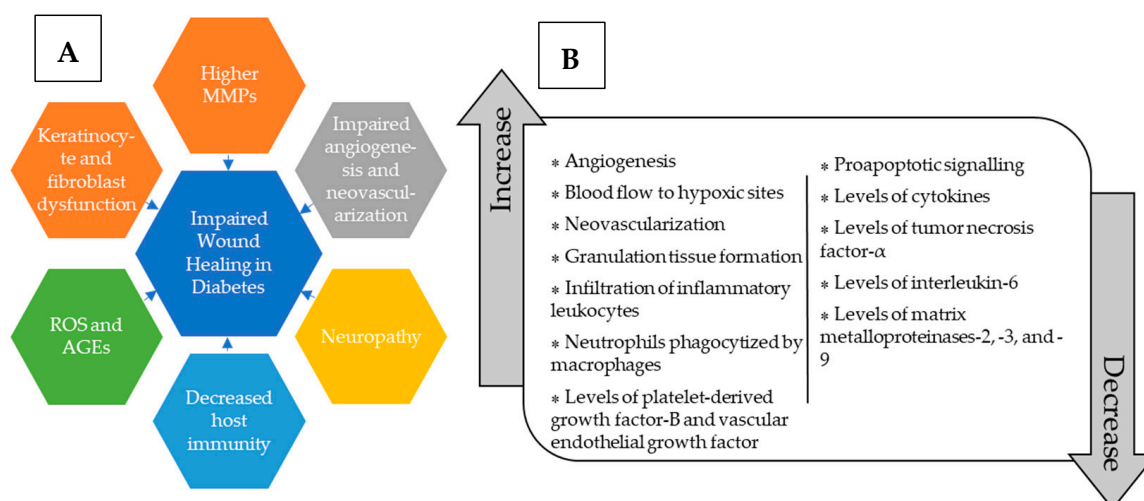 A
Higher
MMPs
Keratinocy-
te and
fibroblast
dysfunction
Impaired
angiogene-
sis and
neovascul-
arization
Impaired
Wound
Healing in
Diabetes
ROS and
AGEs
Neuropathy
Decreased
host
immunity
B
Increase
* Angiogenesis
* Blood flow to hypoxic sites
* Neovascularization
* Granulation tissue formation
* Infiltration of inflammatory
leukocytes
* Neutrophils phagocytized by
macrophages
* Levels of platelet-derived
growth factor-B and vascular
endothelial growth factor
* Proapoptotic signalling
* Levels of cytokines
* Levels of tumor necrosis
factor-α
* Levels of interleukin-6
* Levels of matrix
metalloproteinases-2, -3, and -
9
Decrease